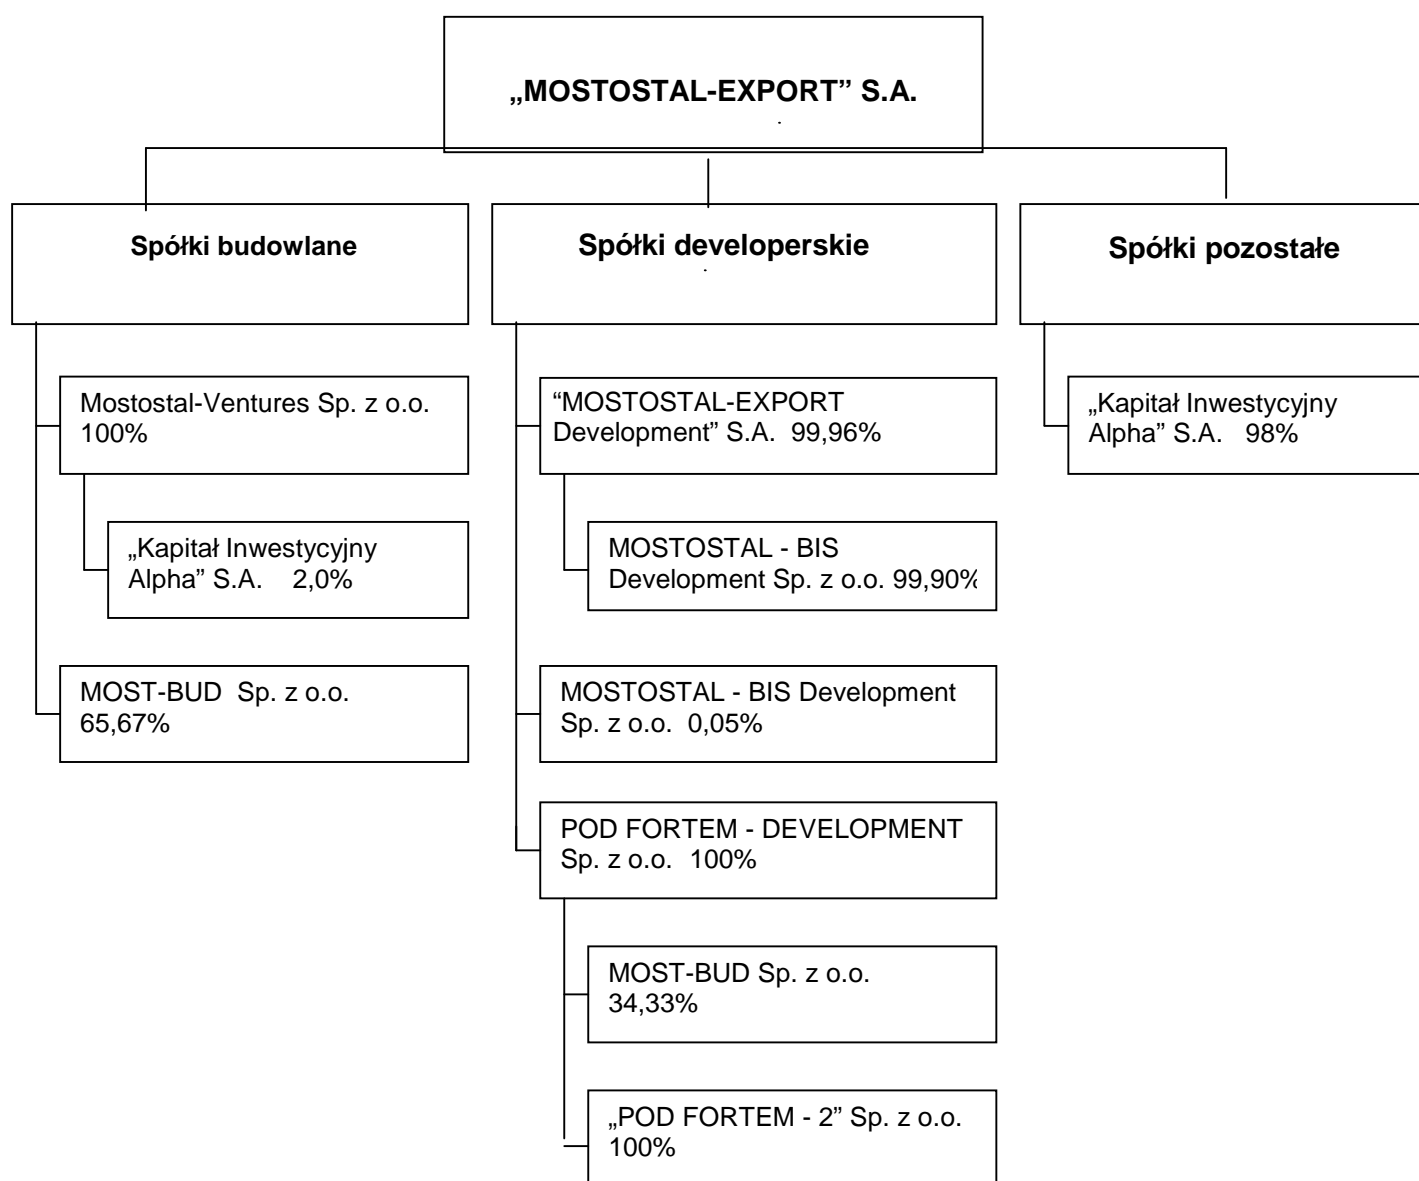 „MOSTOSTAL-EXPORT” S.A.
Spółki budowlane
Spółki developerskie
Spółki pozostałe
Mostostal-Ventures Sp. z o.o.
100%
„Kapitał Inwestycyjny
Alpha” S.A. 2,0%
MOST-BUD Sp. z o.o.
65,67%
“MOSTOSTAL-EXPORT
Development” S.A. 99,96%
MOSTOSTAL - BIS
Development Sp. z o.o. 99,90%
MOSTOSTAL - BIS Development
Sp. z o.o. 0,05%
POD FORTEM - DEVELOPMENT
Sp. z o.o. 100%
MOST-BUD Sp. z o.o.
34,33%
„POD FORTEM - 2” Sp. z o.o.
100%
„Kapitał Inwestycyjny
Alpha” S.A. 98%